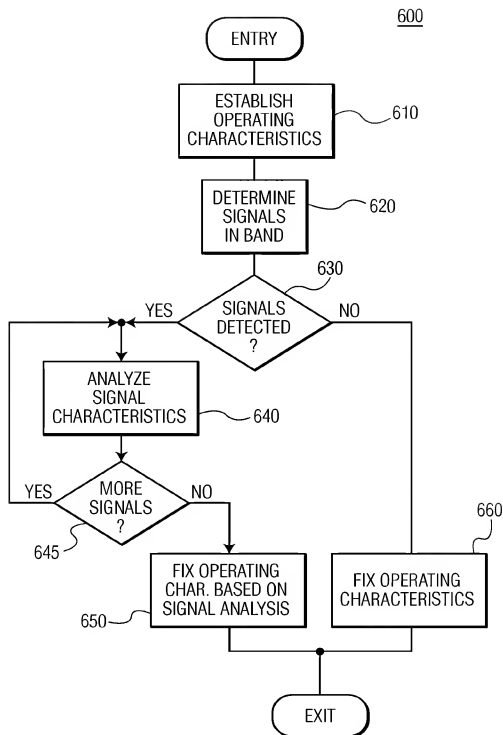 600
ENTRY
ESTABLISH
OPERATING
CHARACTERISTICS
610
DETERMINE
SIGNALS
IN BAND
620
630
YES
SIGNALS
DETECTED
?
NO
ANALYZE
SIGNAL
CHARACTERISTICS
640
YES
MORE
SIGNALS
?
NO
645
660
FIX OPERATING
CHAR. BASED ON
SIGNAL ANALYSIS
650
FIX OPERATING
CHARACTERISTICS
EXIT